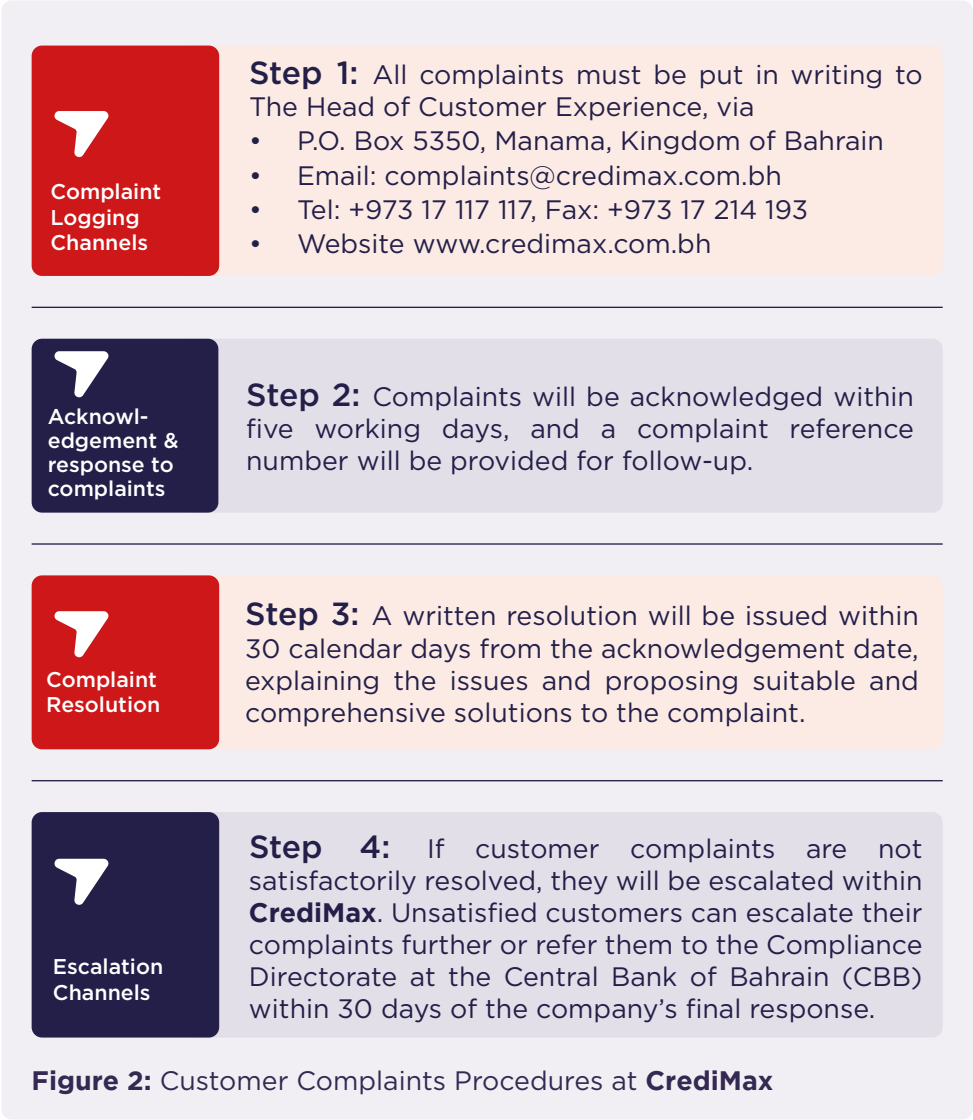 Complaint
Logging
Channels
Step 1: All complaints must be put in writing to
The Head of Customer Experience, via
• P.O. Box 5350, Manama, Kingdom of Bahrain
• Email: complaints@credimax.com.bh
• Tel: +973 17 117 117, Fax: +973 17 214 193
• Website www.credimax.com.bh
Acknowl-
edgement &
response to
complaints
Step 2: Complaints will be acknowledged within
five working days, and a complaint reference
number will be provided for follow-up.
Complaint
Resolution
Step 3: A written resolution will be issued within
30 calendar days from the acknowledgement date,
explaining the issues and proposing suitable and
comprehensive solutions to the complaint.
Escalation
Channels
Step 4: If customer complaints are not
satisfactorily resolved, they will be escalated within
CrediMax. Unsatisfied customers can escalate their
complaints further or refer them to the Compliance
Directorate at the Central Bank of Bahrain (CBB)
within 30 days of the company’s final response.
Figure 2: Customer Complaints Procedures at CrediMax